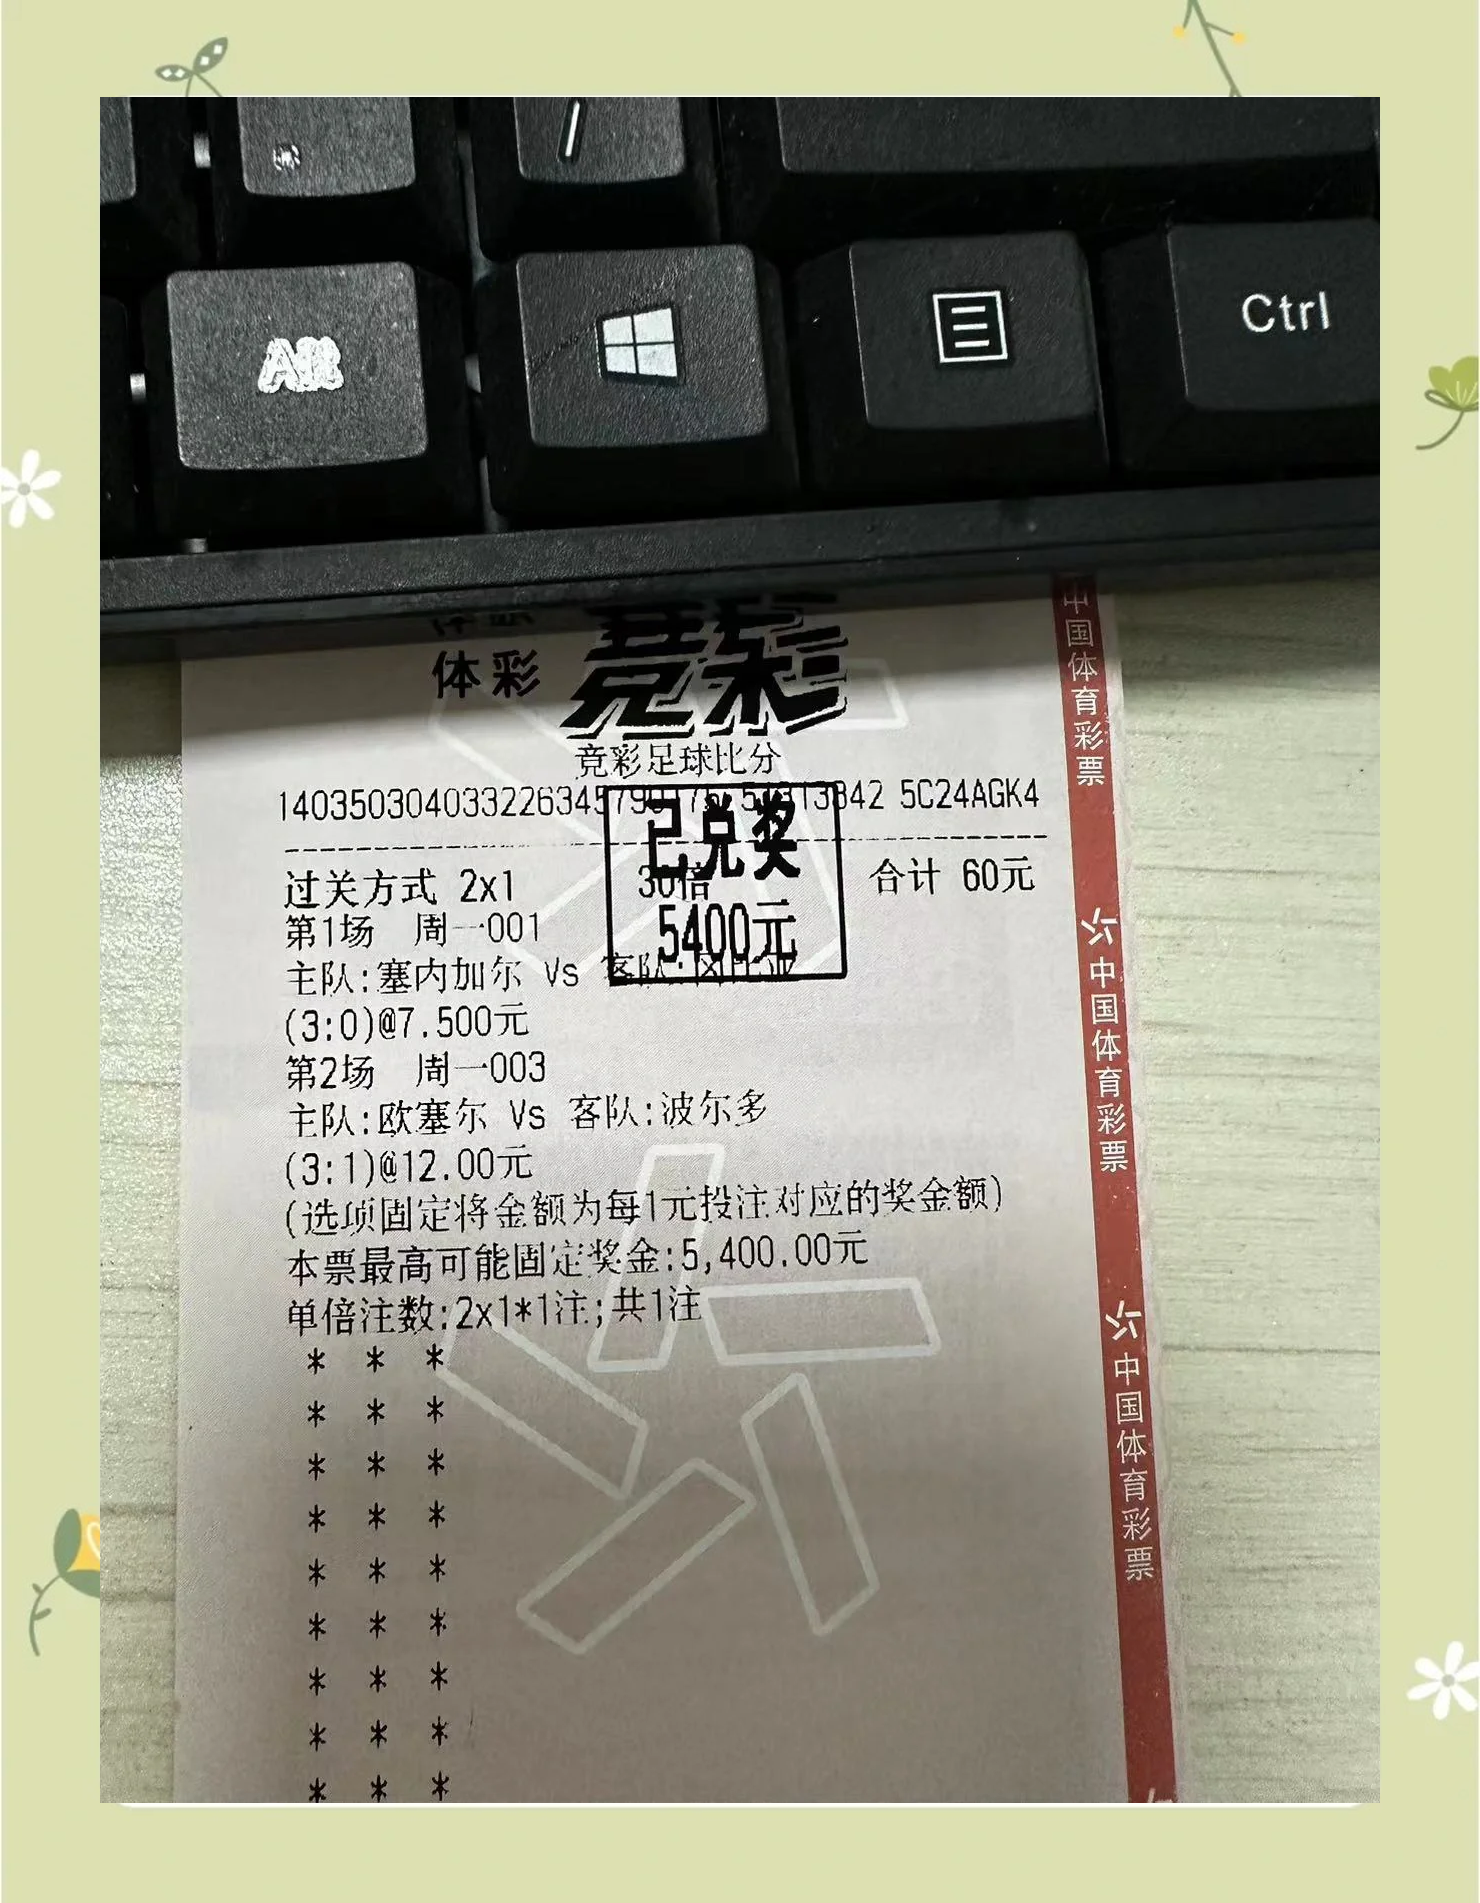 /
Alt
Ctrl
体彩 竞彩
竞彩足球比分
5C24AGK4
已兑奖
5400元
过关方式 2x1 30倍 合计 60元
第1场 周一001
主队:塞内加尔 Vs 客队:
(3:0)@7.500元
第2场 周一003
主队:欧塞尔 Vs 客队:波尔多
(3:1)@12.00元
(选项固定将金额为每1元投注对应的奖金额)
本票最高可能固定奖金:5,400.00元
单倍注数:2x1*1注;共1注
* * *
* * *
* * *
* * *
* * *
* * *
* * *
* * *
* * *
中国体育彩票
中国体育彩票
中国体育彩票